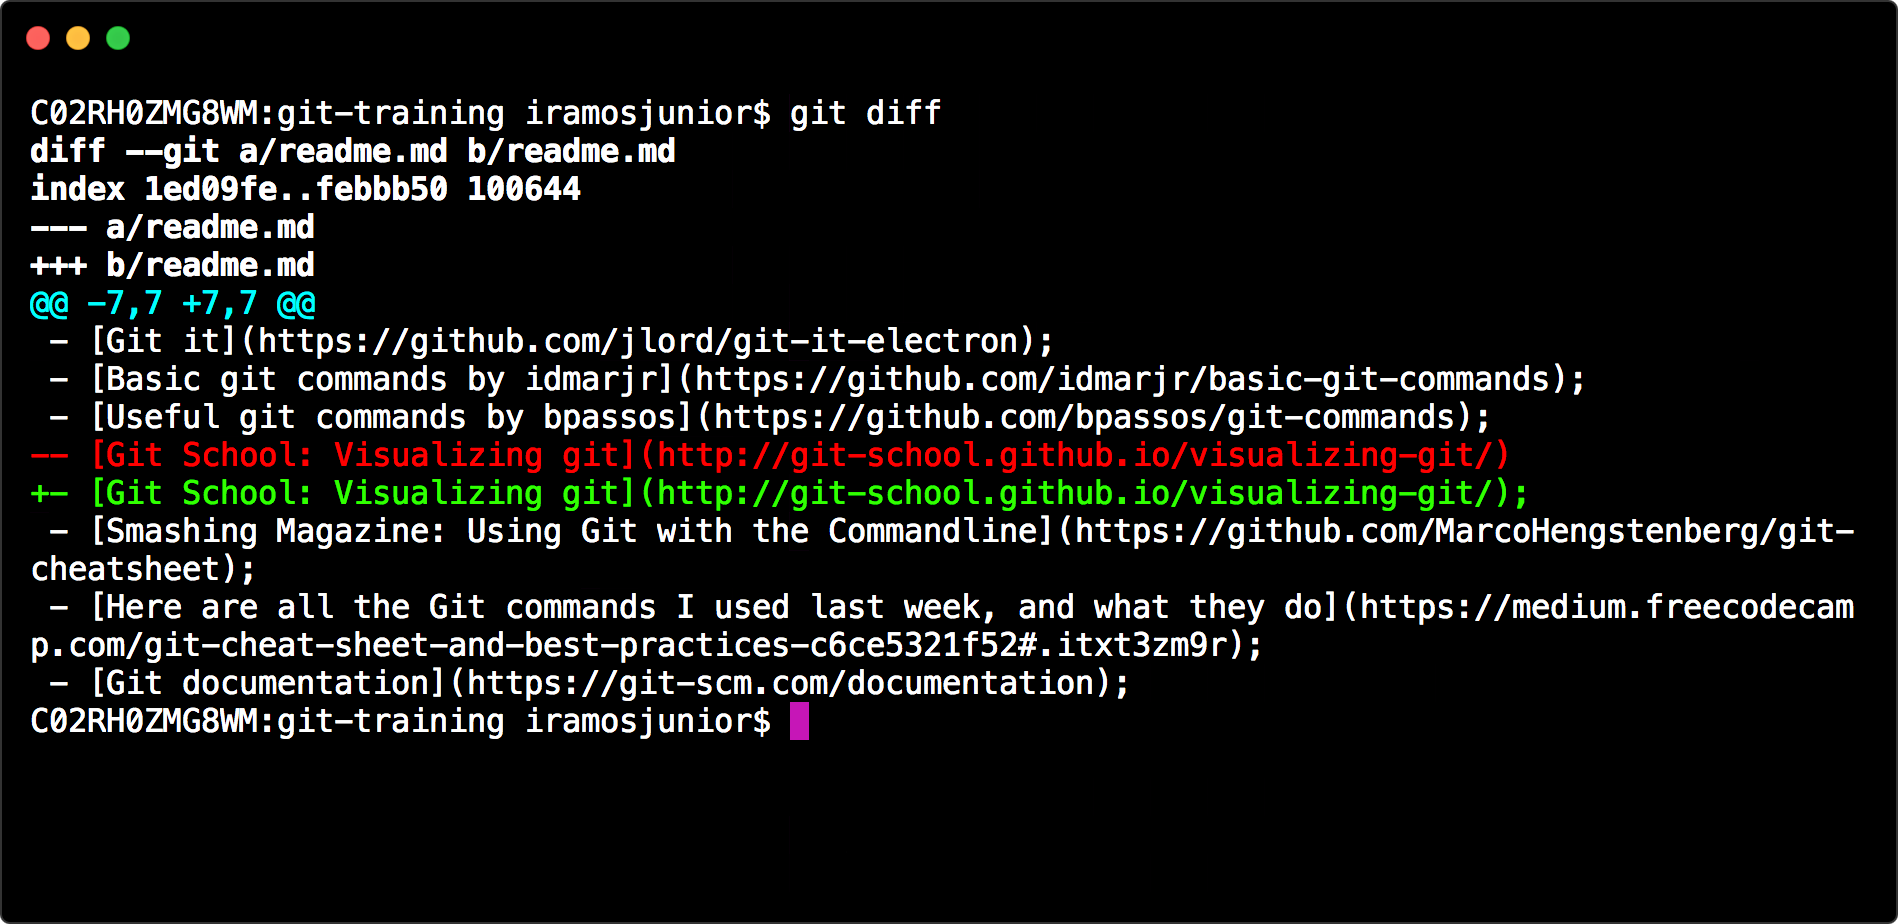 C02RH0ZMG8WM:git-training iramosjunior$ git diff
diff --git a/readme.md b/readme.md
index 1ed09fe..febbb50 100644
--- a/readme.md
+++ b/readme.md
@@ -7,7 +7,7 @@
 - [Git it](https://github.com/jlord/git-it-electron);
 - [Basic git commands by idmarjr](https://github.com/idmarjr/basic-git-commands);
 - [Useful git commands by bpassos](https://github.com/bpassos/git-commands);
-- [Git School: Visualizing git](http://git-school.github.io/visualizing-git/)
+- [Git School: Visualizing git](http://git-school.github.io/visualizing-git/);
 - [Smashing Magazine: Using Git with the Commandline](https://github.com/MarcoHengstenberg/git-
cheatsheet);
 - [Here are all the Git commands I used last week, and what they do](https://medium.freecodecam
p.com/git-cheat-sheet-and-best-practices-c6ce5321f52#.itxt3zm9r);
 - [Git documentation](https://git-scm.com/documentation);
C02RH0ZMG8WM:git-training iramosjunior$